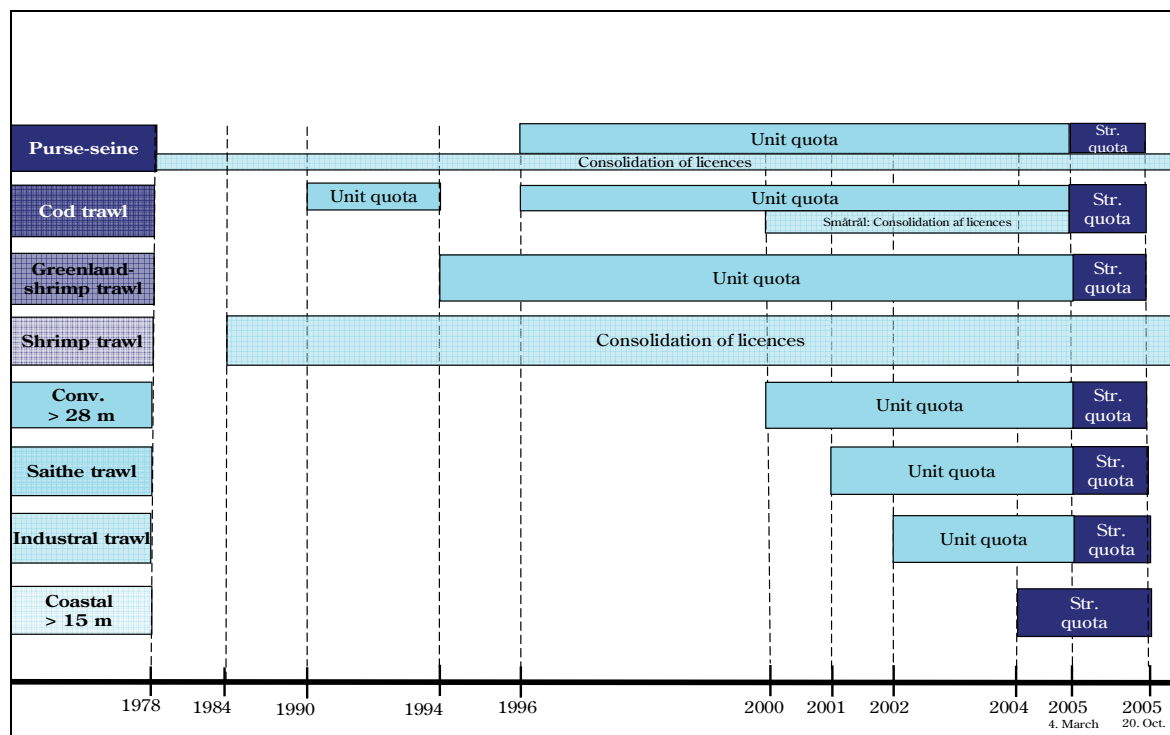 Purse-seine
Unit quota
Str.
quota
Consolidation of licences
Cod trawl
Unit quota
Unit quota
Str.
quota
Småtrål: Consolidation af licences
Greenland-
shrimp trawl
Unit quota
Str.
quota
Shrimp trawl
Consolidation of licences
Conv.
> 28 m
Unit quota
Str.
quota
Saithe trawl
Unit quota
Str.
quota
Industral trawl
Unit quota
Str.
quota
Coastal
> 15 m
Str.
quota
1978 1984 1990 1994 1996 2000 2001 2002 2004 2005 2005
4. March 20. Oct.